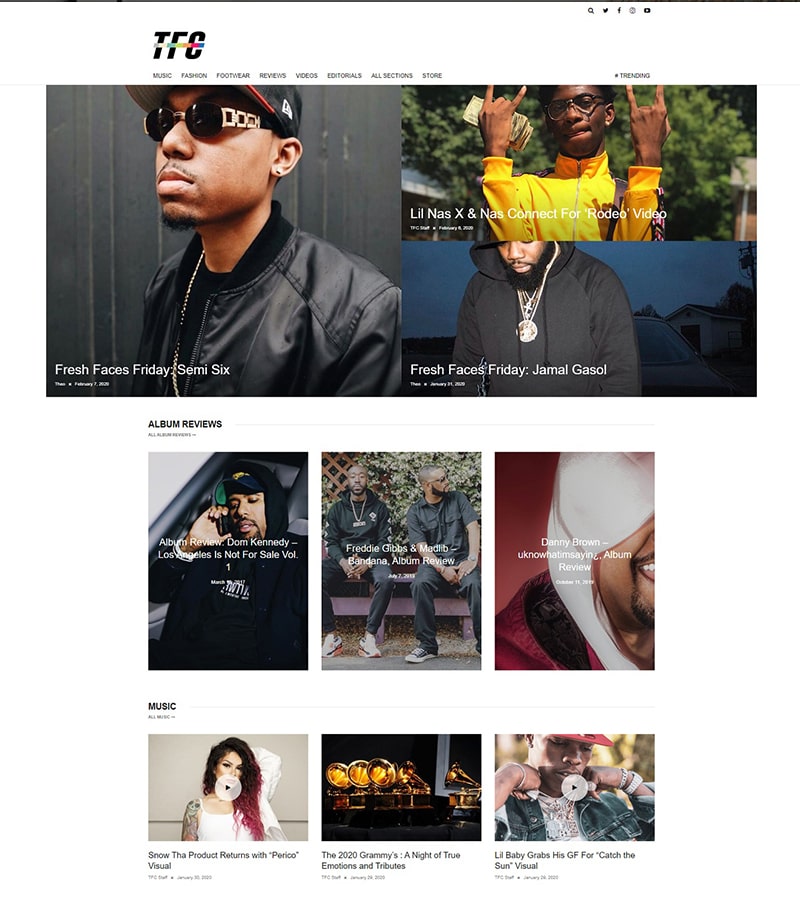 TFC
MUSIC FASHION FOOTWEAR REVIEWS VIDEOS EDITORIALS ALL SECTIONS STORE # TRENDING
Lil Nas X & Nas Connect For 'Rodeo' Video
TFC Staff February 6, 2020
Fresh Faces Friday: Semi Six
Theo February 7, 2020
Fresh Faces Friday: Jamal Gasol
Theo January 31, 2020
ALBUM REVIEWS
ALL ALBUM REVIEWS
Album Review: Dom Kennedy –
Los Angeles Is Not For Sale Vol.
1
2017
Freddie Gibbs & Madlib –
Bandana, Album Review
July 7, 2019
Danny Brown –
uknowhatimsayin¿, Album
Review
October 11, 2019
MUSIC
ALL MUSIC
Snow Tha Product Returns with “Perico”
Visual
TFC Staff January 30, 2020
The 2020 Grammy’s : A Night of True
Emotions and Tributes
TFC Staff January 29, 2020
Lil Baby Grabs His GF For “Catch the
Sun” Visual
TFC Staff January 29, 2020